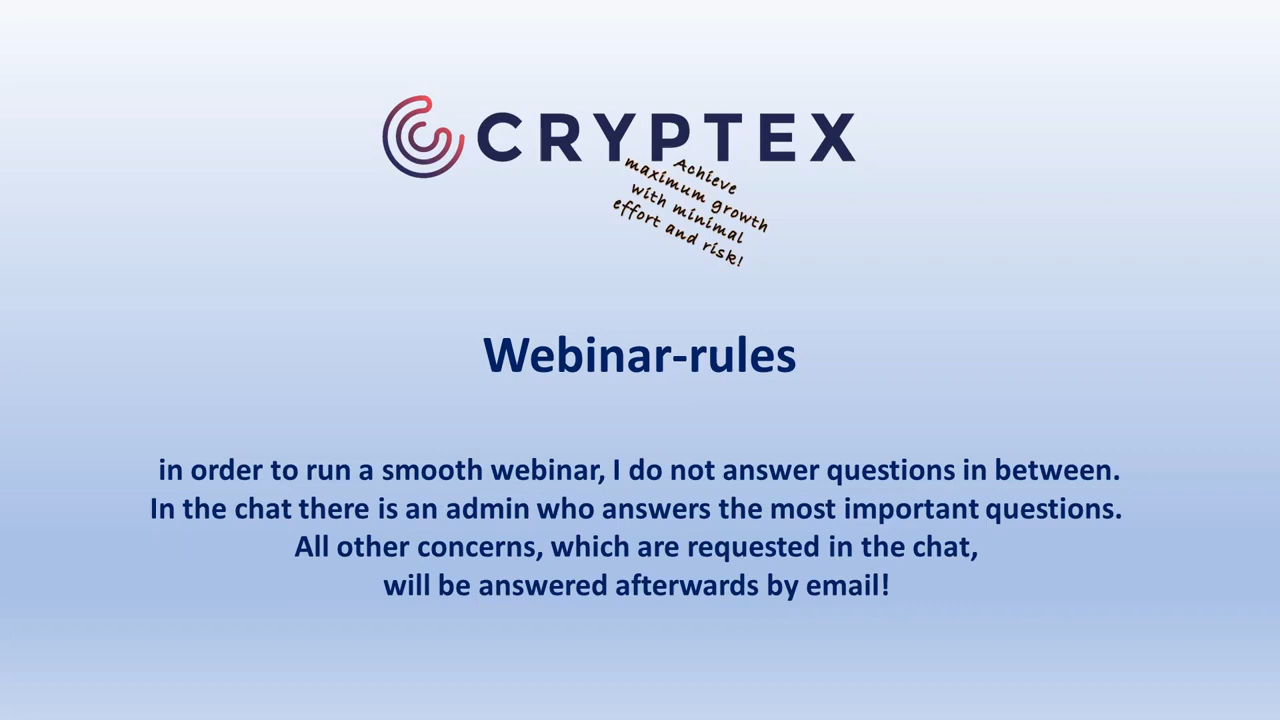 CRYPTEX
Achieve
maximum growth
with minimal
effort and risk!
Webinar-rules
in order to run a smooth webinar, I do not answer questions in between.
In the chat there is an admin who answers the most important questions.
All other concerns, which are requested in the chat,
will be answered afterwards by email!